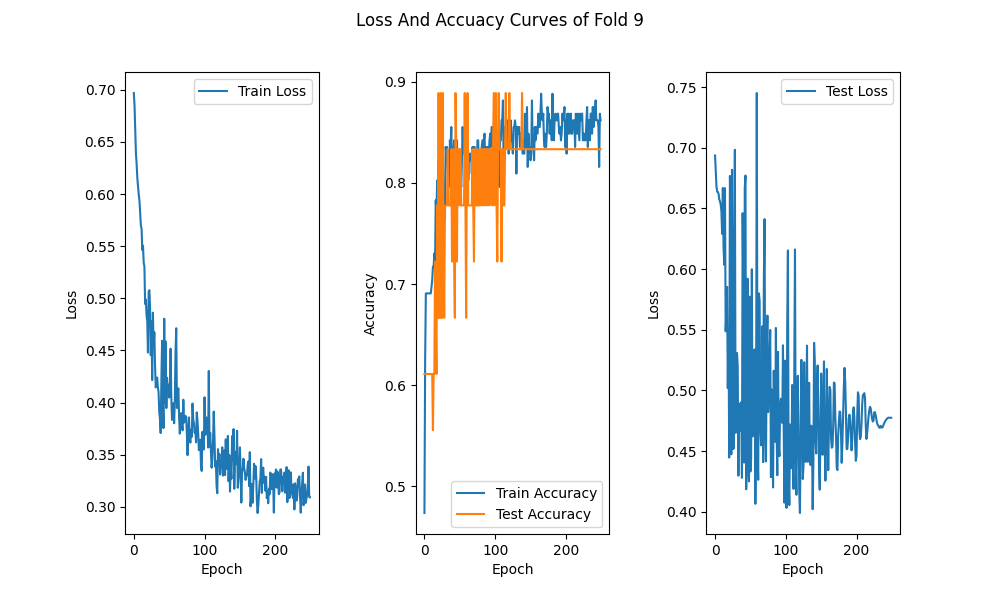 Loss And Accuacy Curves of Fold 9
0.70
0.65
0.60
0.55
0.50
0.45
0.40
0.35
0.30
Loss
0
100
200
Epoch
Train Loss
0.9
0.8
0.7
0.6
0.5
Accuracy
0
100
200
Epoch
Train Accuracy
Test Accuracy
0.75
0.70
0.65
0.60
0.55
0.50
0.45
0.40
Loss
0
100
200
Epoch
Test Loss